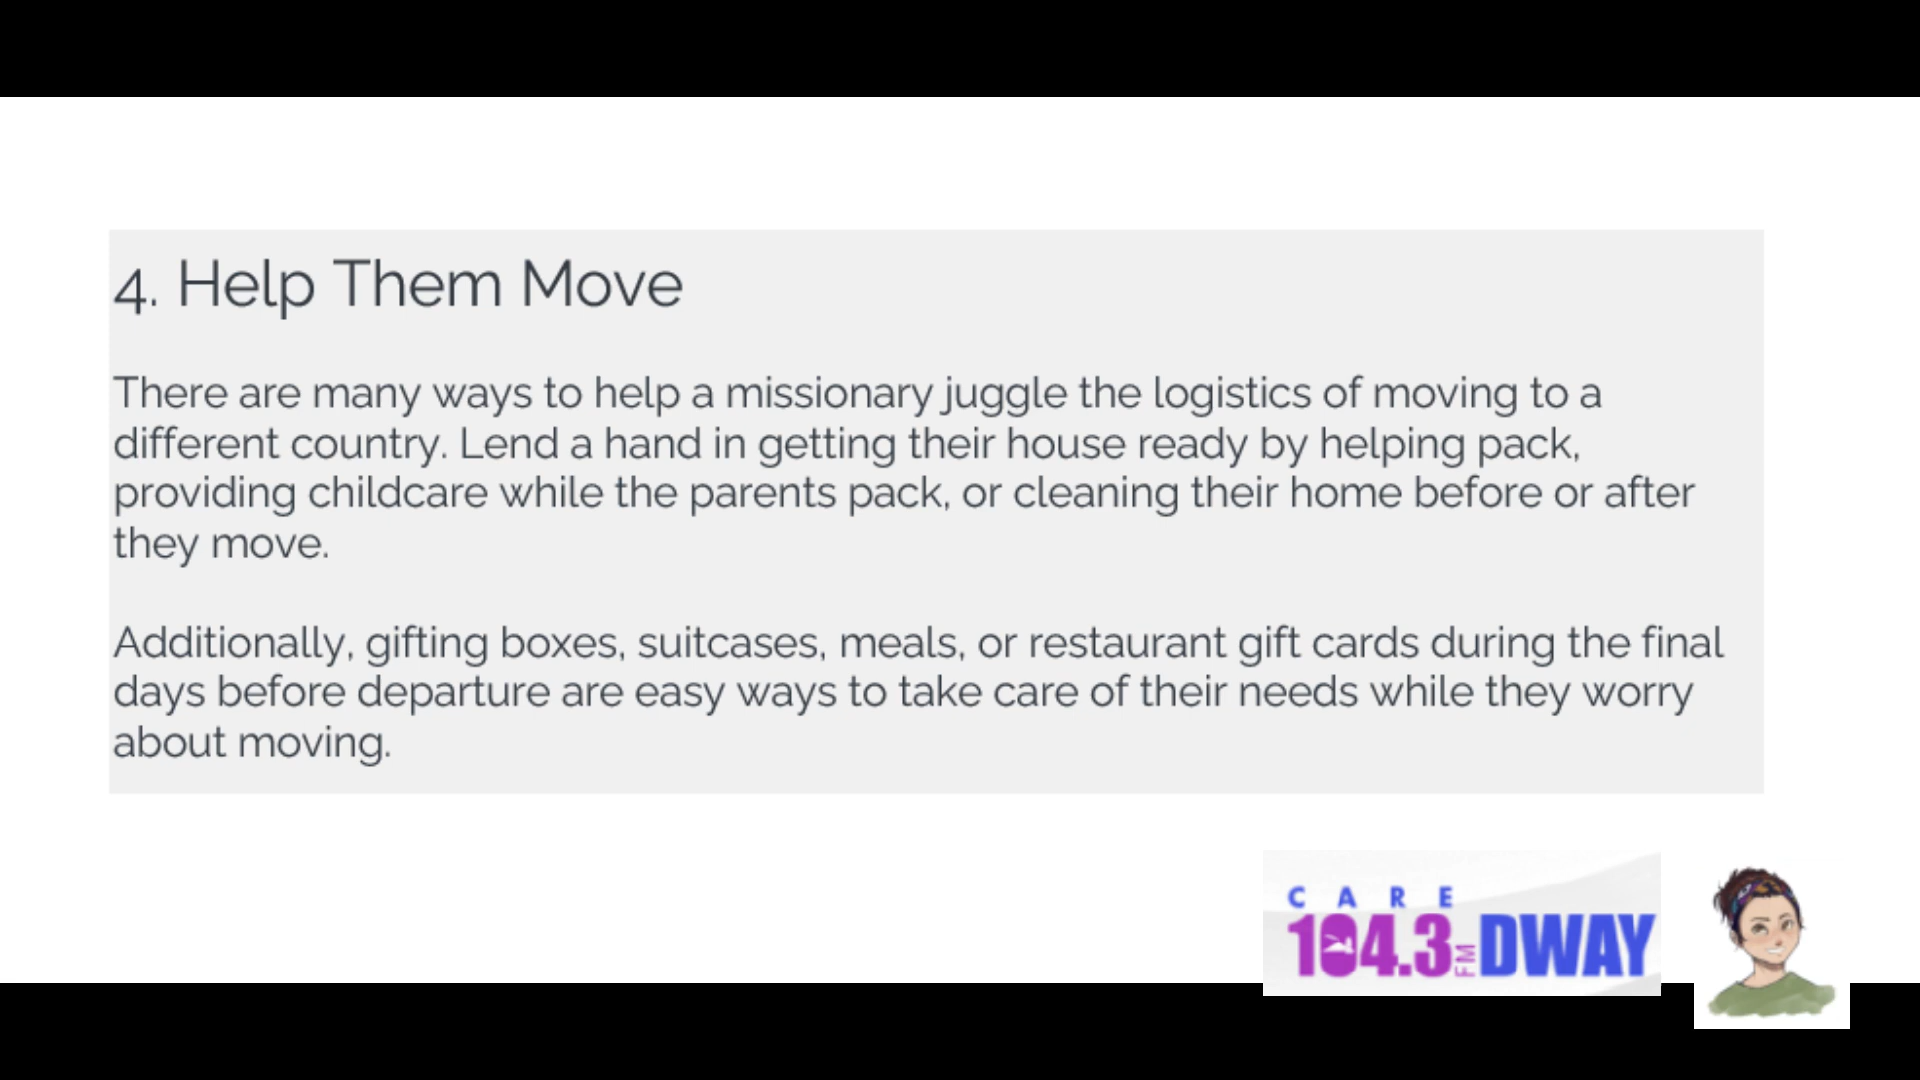 4. Help Them Move
There are many ways to help a missionary juggle the logistics of moving to a
different country. Lend a hand in getting their house ready by helping pack,
providing childcare while the parents pack, or cleaning their home before or after
they move.
Additionally, gifting boxes, suitcases, meals, or restaurant gift cards during the final
days before departure are easy ways to take care of their needs while they worry
about moving.
CARE
104.3 FM DWAY